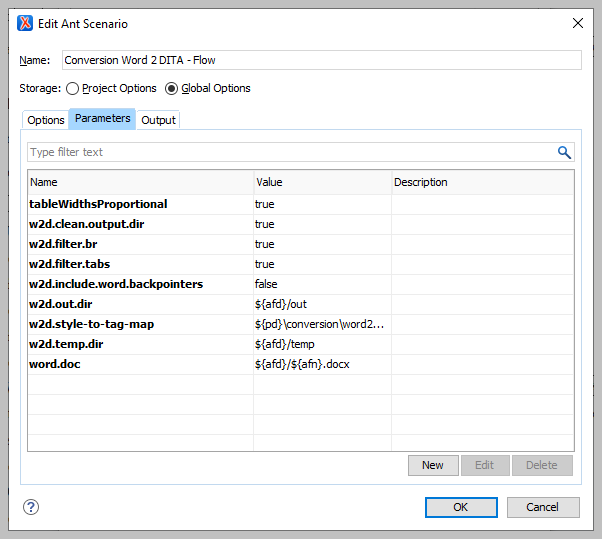 Edit Ant Scenario
Name: Conversion Word 2 DITA - Flow
Storage: Project Options Global Options
Options Parameters Output
Type filter text
Name Value Description
tableWidthsProportional true
w2d.clean.output.dir true
w2d.filter.br true
w2d.filter.tabs true
w2d.include.word.backpointers false
w2d.out.dir ${afd}/out
w2d.style-to-tag-map ${pd}\conversion\word2...
w2d.temp.dir ${afd}/temp
word.doc ${afd}/${afn}.docx
New Edit Delete
? OK Cancel